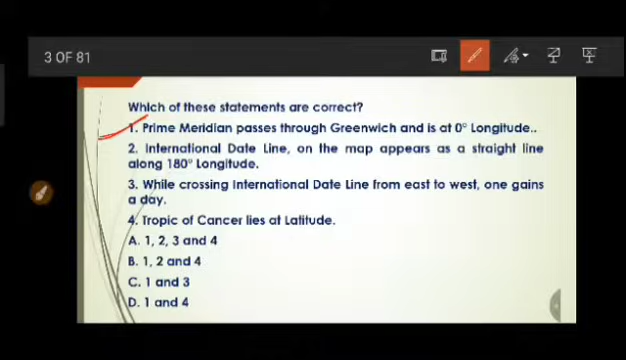 3 OF 81
Which of these statements are correct?
1. Prime Meridian passes through Greenwich and is at 0° Longitude..
2. International Date Line, on the map appears as a straight line
along 180° Longitude.
3. While crossing International Date Line from east to west, one gains
a day.
4. Tropic of Cancer lies at Latitude.
A. 1, 2, 3 and 4
B. 1, 2 and 4
C. 1 and 3
D. 1 and 4